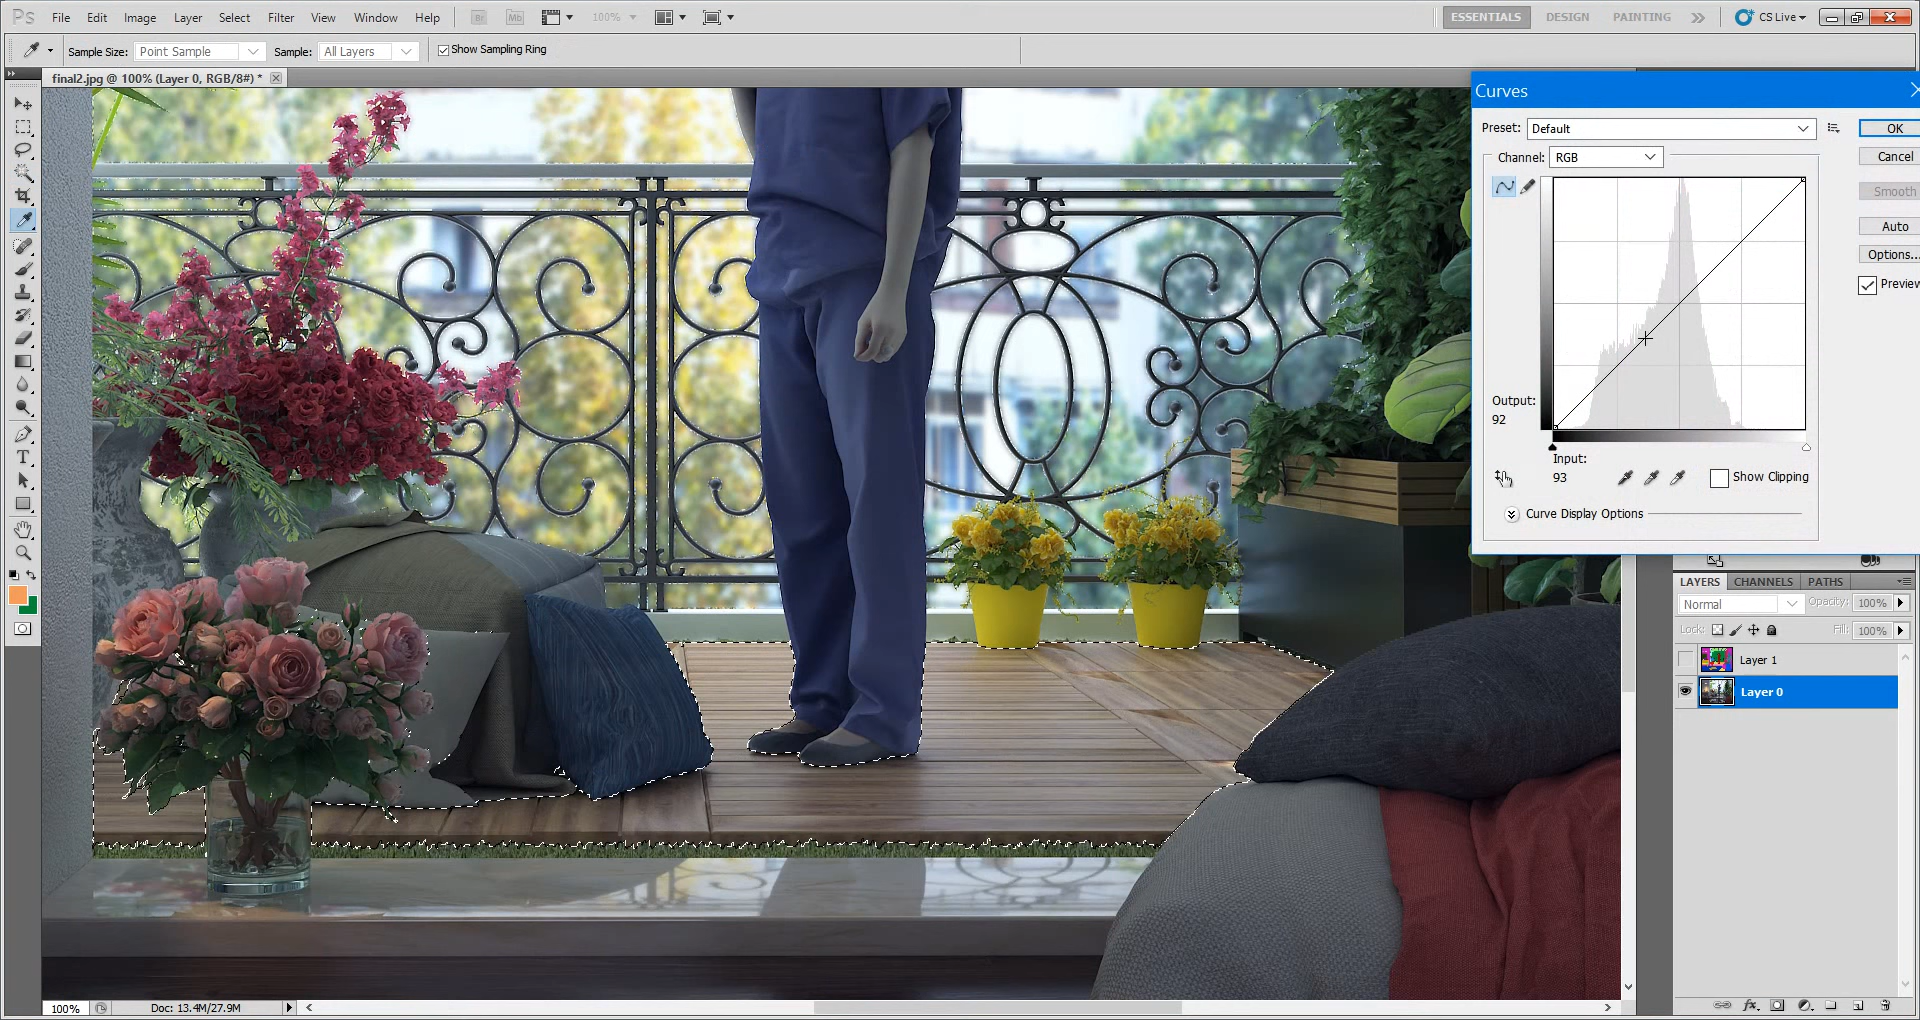 Ps File Edit Image Layer Select Filter View Window Help Br Mb 100% ESSENTIALS DESIGN PAINTING CS Live
Sample Size: Point Sample Sample: All Layers Show Sampling Ring
final2.jpg @ 100% (Layer 0, RGB/8#) *
Curves
Preset: Default OK
Channel: RGB Cancel
Smooth
Auto
Options...
Preview
Output:
92
Input:
93 Show Clipping
Curve Display Options
LAYERS CHANNELS PATHS
Normal Opacity: 100%
Lock: Fill: 100%
Layer 1
Layer 0
100% Doc: 13.4M/27.9M